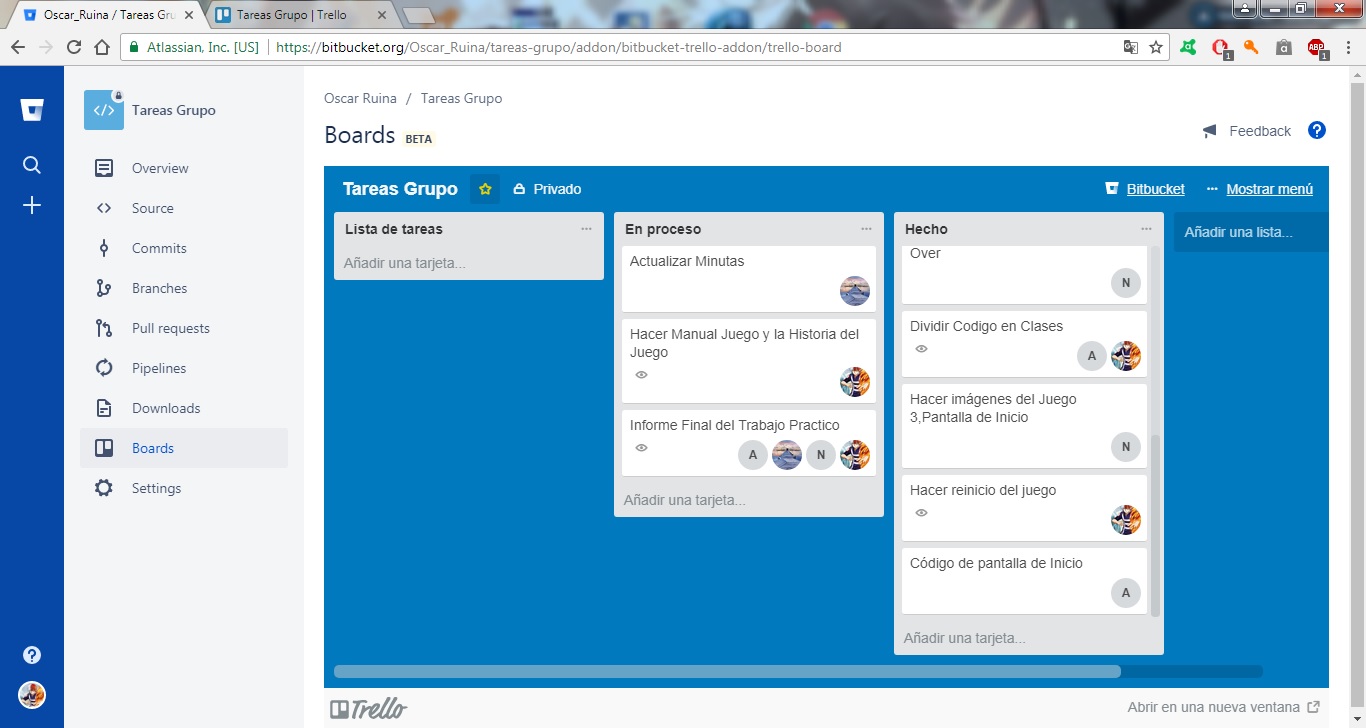 Oscar_Ruina / Tareas Gru
Tareas Grupo | Trello
Atlassian, Inc. [US]
https://bitbucket.org/Oscar_Ruina/tareas-grupo/addon/bitbucket-trello-addon/trello-board
1
ABP
1
Tareas Grupo
Overview
Source
Commits
Branches
Pull requests
Pipelines
Downloads
Boards
Settings
Oscar Ruina / Tareas Grupo
Boards BETA
Feedback
Tareas Grupo
Privado
Bitbucket
Mostrar menú
Lista de tareas
Añadir una tarjeta...
En proceso
Actualizar Minutas
Hacer Manual Juego y la Historia del
Juego
Informe Final del Trabajo Practico
A
N
Añadir una tarjeta...
Hecho
Over
N
Dividir Codigo en Clases
A
Hacer imágenes del Juego
3,Pantalla de Inicio
N
Hacer reinicio del juego
Código de pantalla de Inicio
A
Añadir una tarjeta...
Añadir una lista...
Trello
Abrir en una nueva ventana